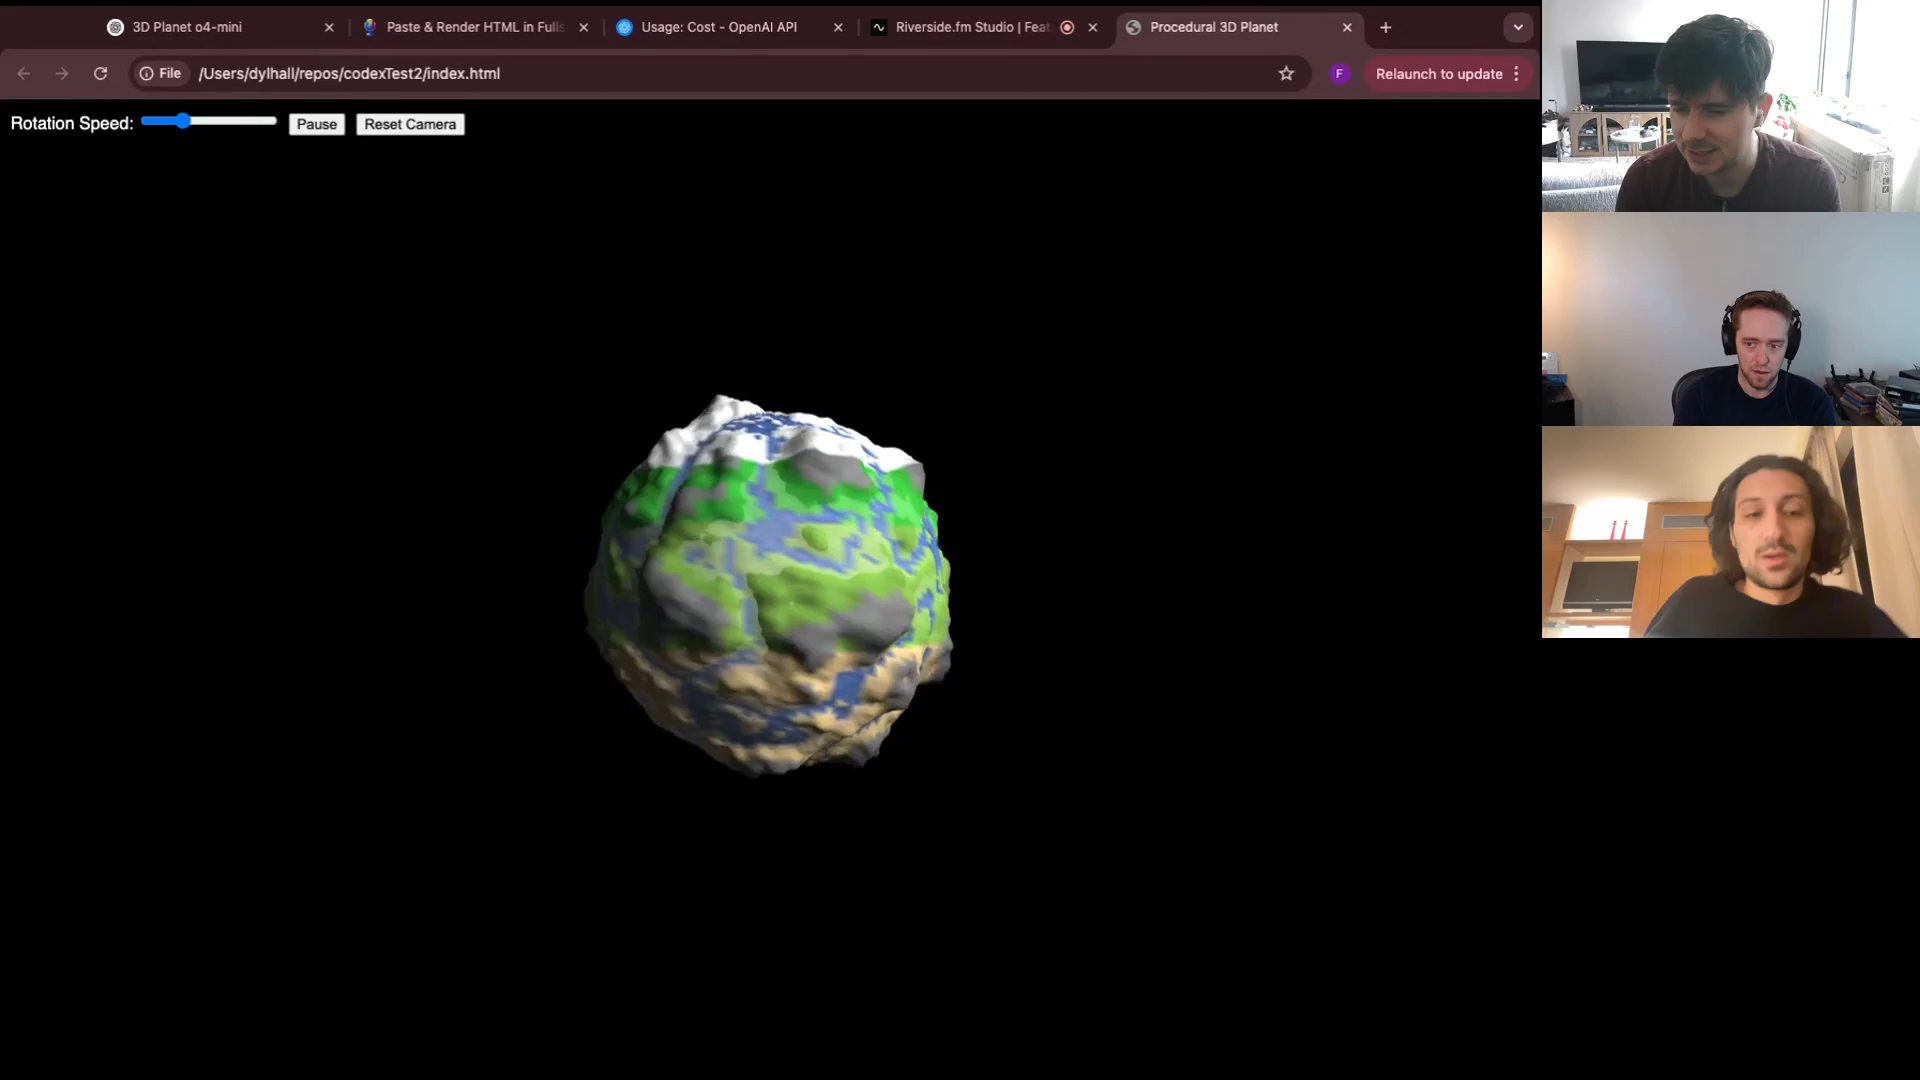 3D Planet o4-mini
Paste & Render HTML in Fulls
Usage: Cost - OpenAI API
Riverside.fm Studio | Feat
Procedural 3D Planet
File
/Users/dylhall/repos/codexTest2/index.html
F
Relaunch to update
Rotation Speed:
Pause
Reset Camera